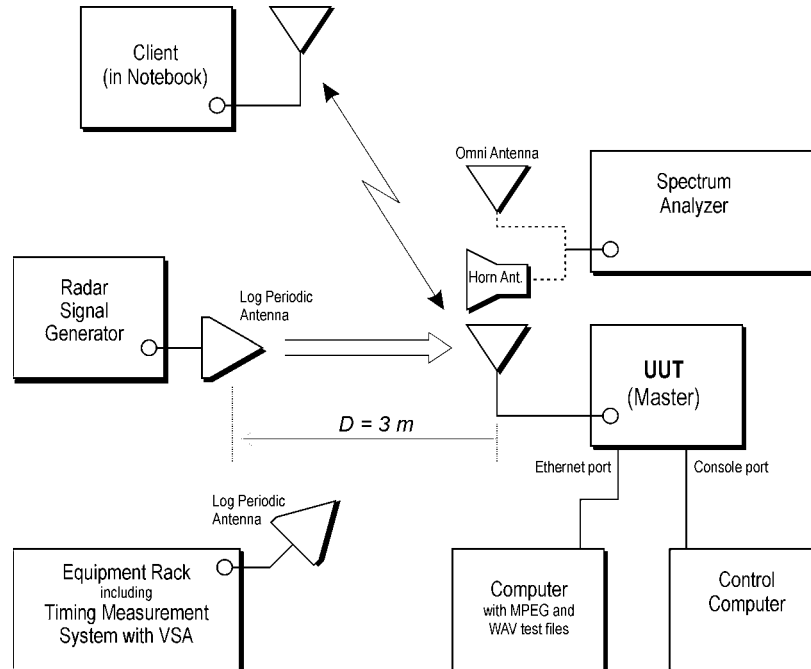 Client
(in Notebook)
Omni Antenna
Spectrum
Analyzer
Horn Ant.
Radar
Signal
Generator
Log Periodic
Antenna
UUT
(Master)
D = 3 m
Ethernet port
Console port
Log Periodic
Antenna
Equipment Rack
including
Timing Measurement
System with VSA
Computer
with MPEG and
WAV test files
Control
Computer